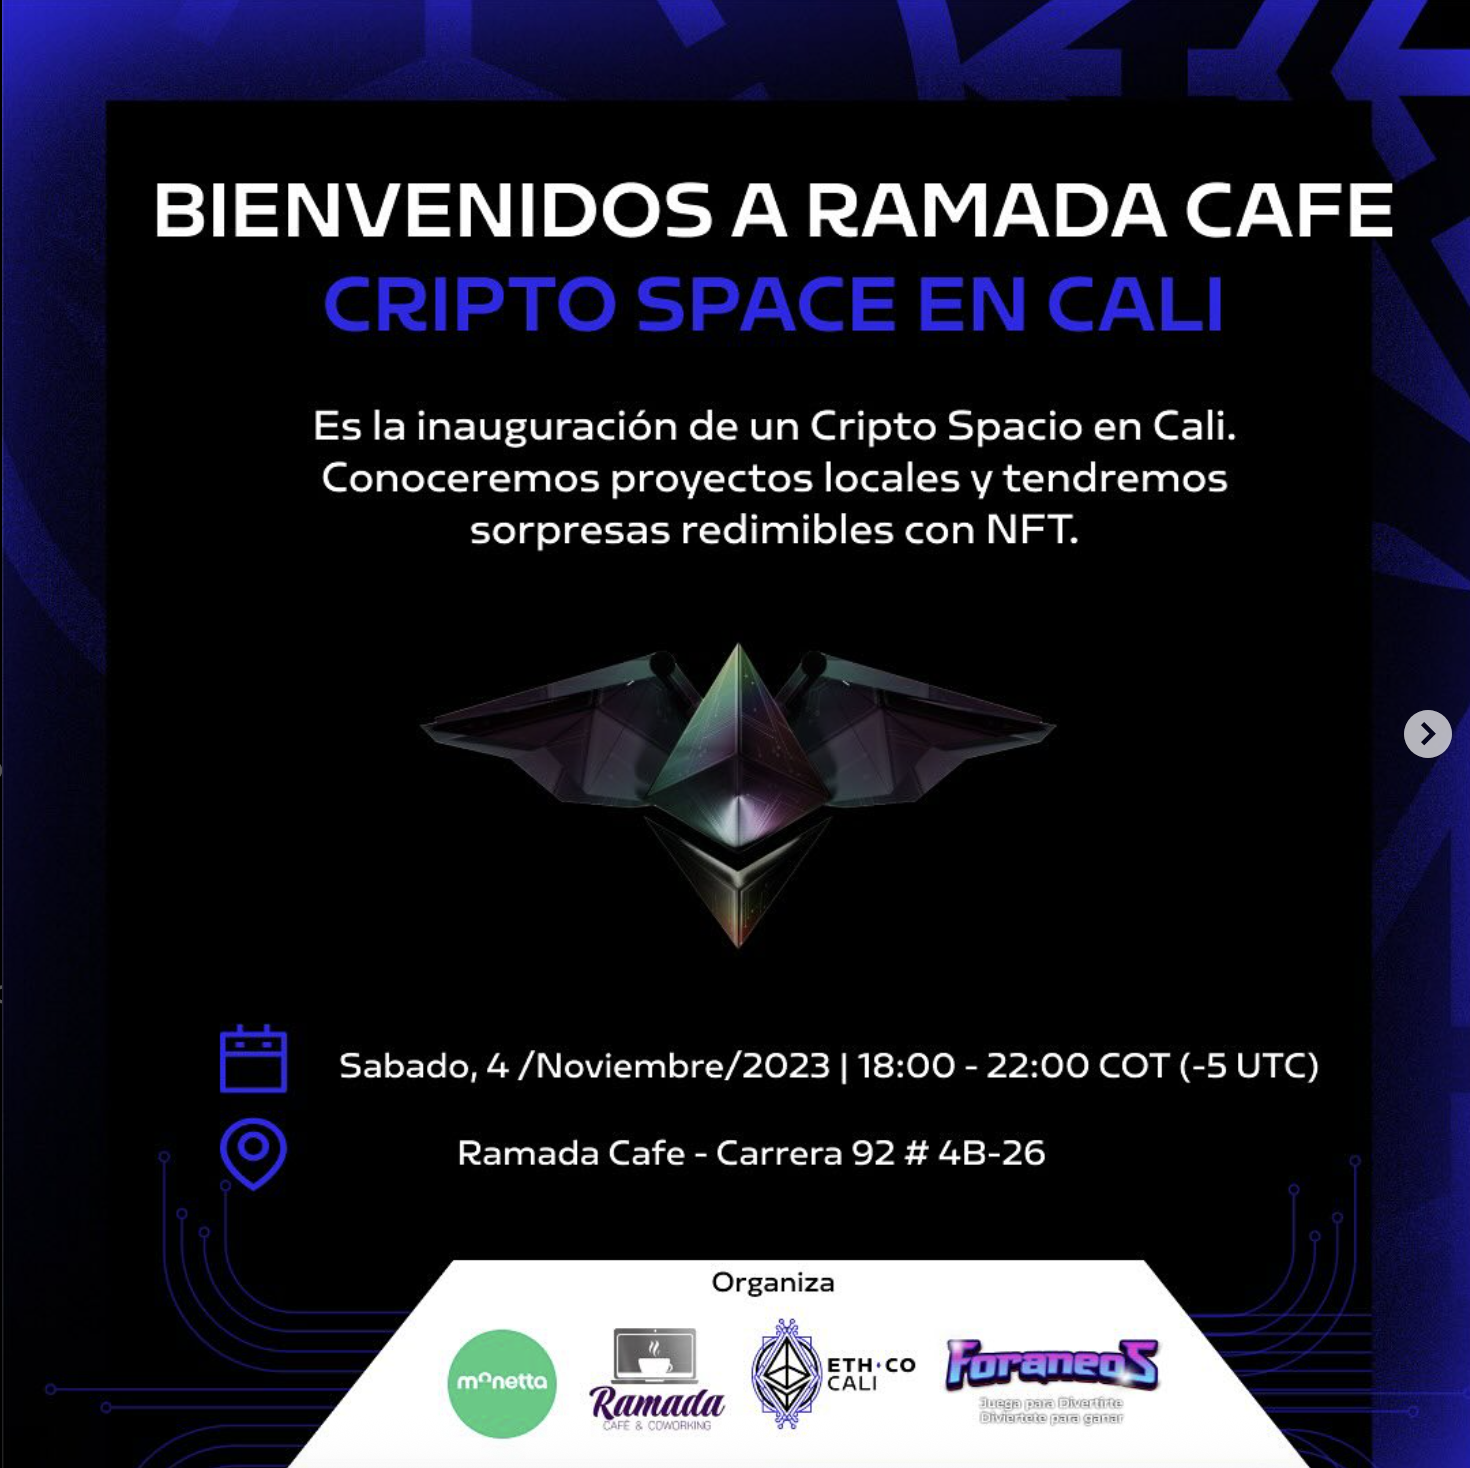 BIENVENIDOS A RAMADA CAFE
CRIPTO SPACE EN CALI
Es la inauguración de un Cripto Spacio en Cali.
Conoceremos proyectos locales y tendremos
sorpresas redimibles con NFT.
Sabado, 4 /Noviembre/2023 | 18:00 - 22:00 COT (-5 UTC)
Ramada Cafe - Carrera 92 # 4B-26
Organiza
monetta
Ramada
CAFÉ & COWORKING
ETH·CO
CALI
ForaneoS
Juega para Divertirte
Diviertete para ganar